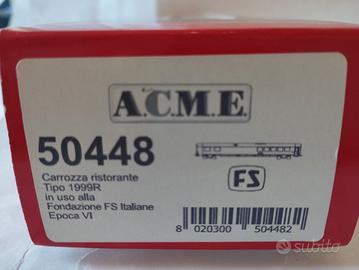 A.C.M.E.
50448
Carrozza ristorante
Tipo 1999R
in uso alla
Fondazione FS Italiane
Epoca VI
FS
8 020300 504482
subito